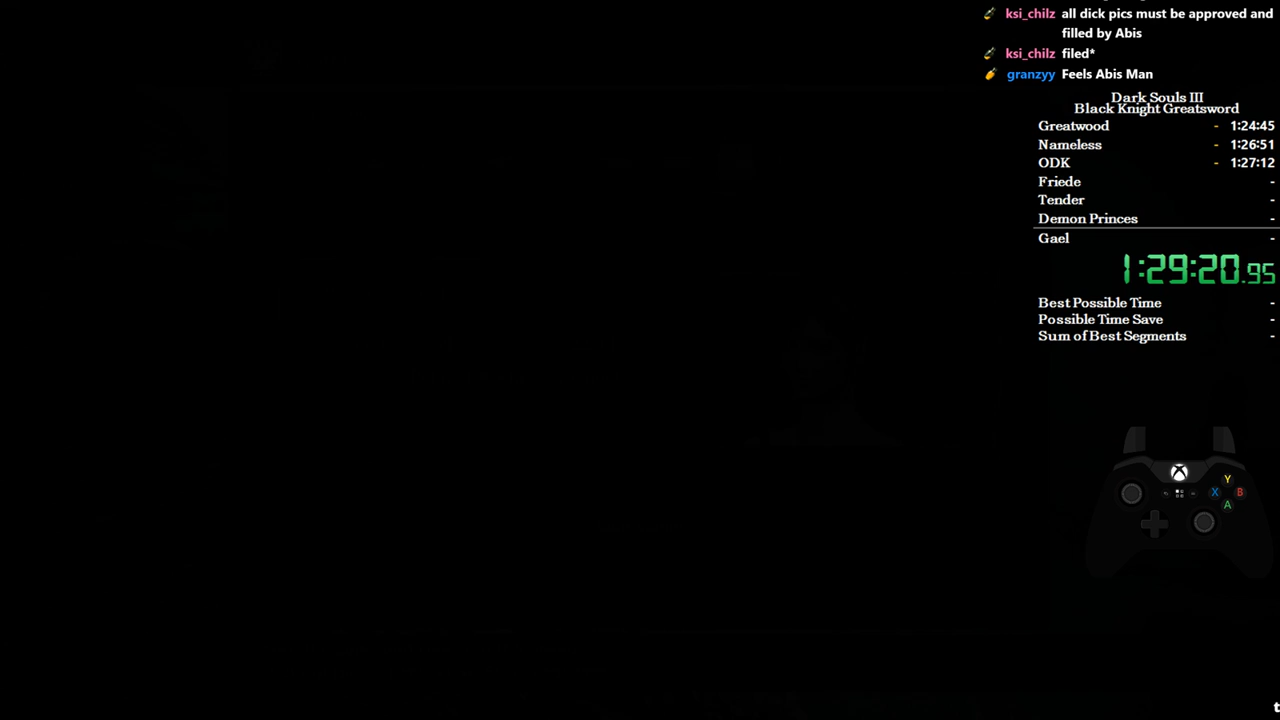 ksi_chilz all dick pics must be approved and
filled by Abis
ksi_chilz filed*
granzyy Feels Abis Man
Dark Souls III
Black Knight Greatsword
Greatwood - 1:24:45
Nameless - 1:26:51
ODK - 1:27:12
Friede -
Tender -
Demon Princes -
Gael -
1:29:20.95
Best Possible Time -
Possible Time Save -
Sum of Best Segments -
Y
X B
A
t